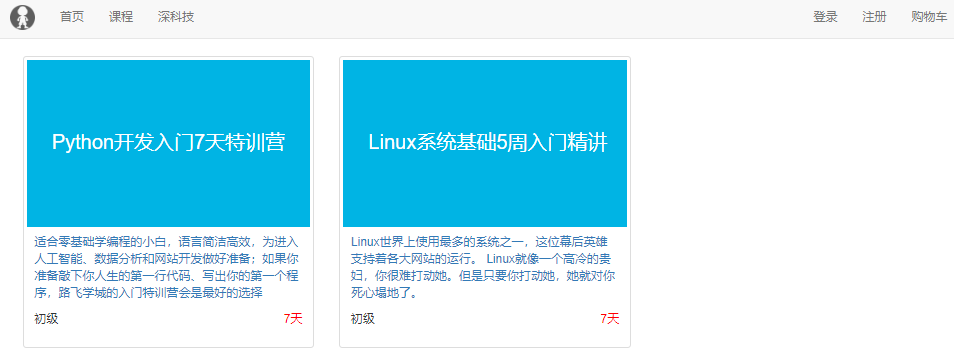 首页 课程 深科技 登录 注册 购物车
Python开发入门7天特训营
适合零基础学编程的小白，语言简洁高效，为进入
人工智能、数据分析和网站开发做好准备；如果你
准备敲下你人生的第一行代码、写出你的第一个程
序，路飞学城的入门特训营会是最好的选择
初级 7天
Linux系统基础5周入门精讲
Linux世界上使用最多的系统之一，这位幕后英雄
支持着各大网站的运行。 Linux就像一个高冷的贵
妇，你很难打动她。但是只要你打动她，她就对你
死心塌地了。
初级 7天